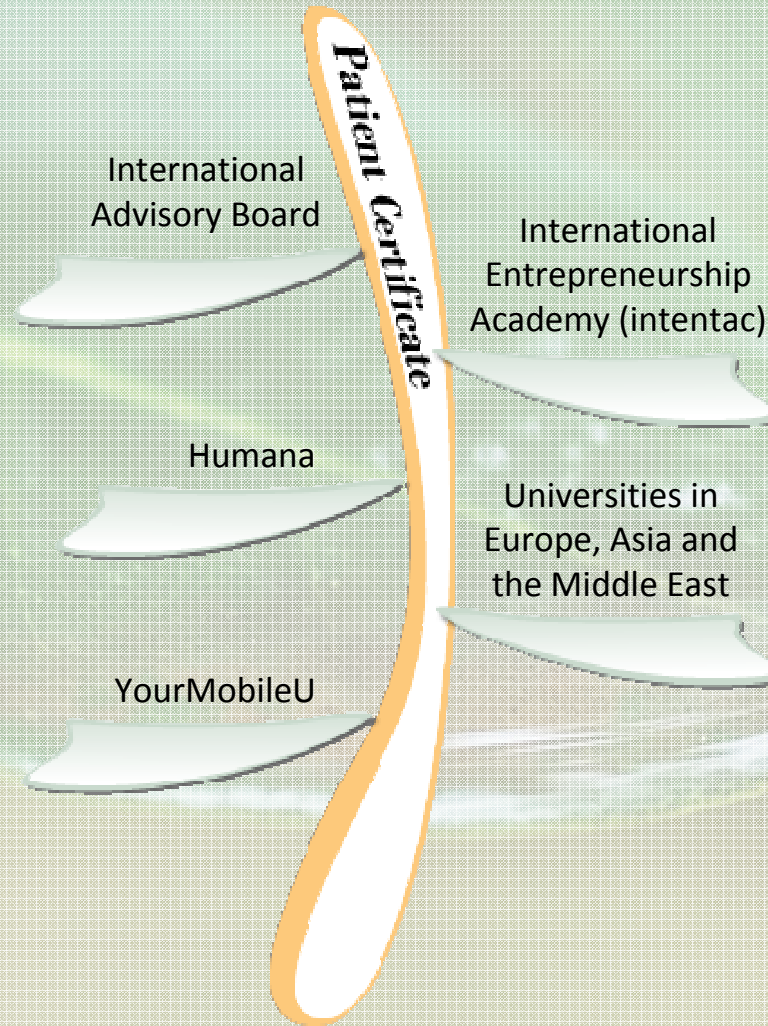 Patient Certificate
International
Advisory Board
International
Entrepreneurship
Academy (intentac)
Humana
Universities in
Europe, Asia and
the Middle East
YourMobileU